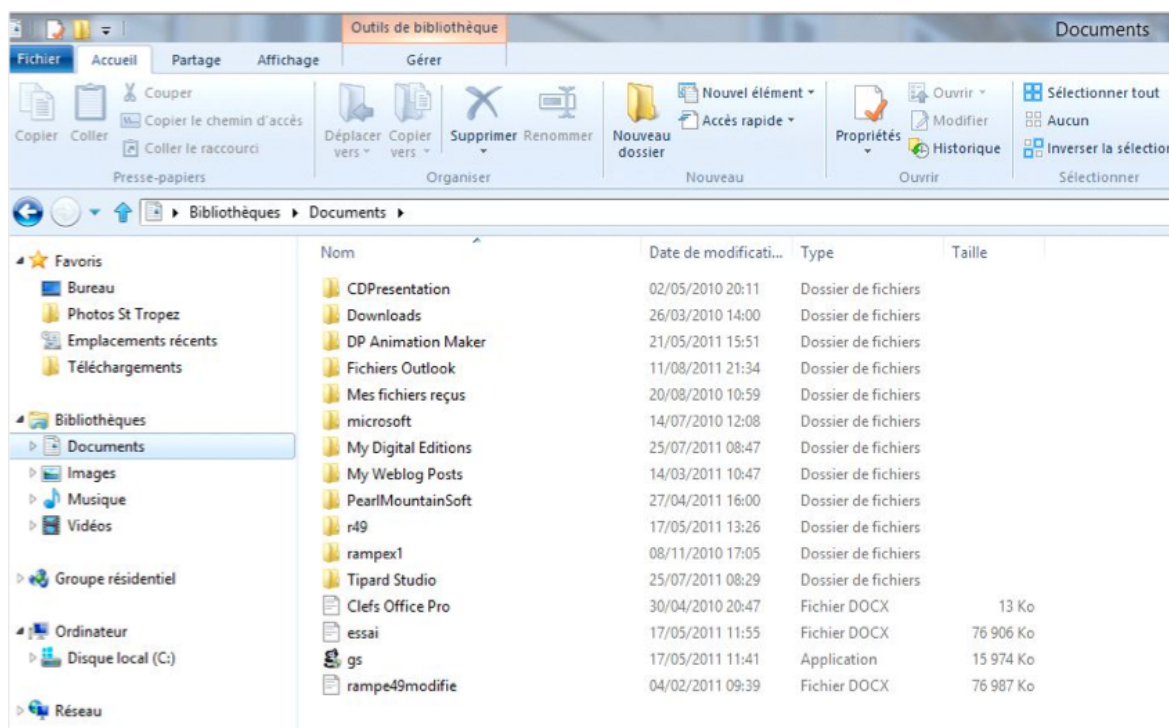 Outils de bibliothèque
Documents
Fichier Accueil Partage Affichage Gérer
Copier
Coller
Couper
Copier le chemin d'accès
Coller le raccourci
Presse-papiers
Déplacer vers
Copier vers
Supprimer
Renommer
Organiser
Nouveau dossier
Nouvel élément
Accès rapide
Nouveau
Propriétés
Ouvrir
Modifier
Historique
Ouvrir
Sélectionner tout
Aucun
Inverser la sélection
Sélectionner
Bibliothèques Documents
Favoris
Bureau
Photos St Tropez
Emplacements récents
Téléchargements
Bibliothèques
Documents
Images
Musique
Vidéos
Groupe résidentiel
Ordinateur
Disque local (C:)
Réseau
Nom Date de modificati... Type Taille
CDPresentation 02/05/2010 20:11 Dossier de fichiers
Downloads 26/03/2010 14:00 Dossier de fichiers
DP Animation Maker 21/05/2011 15:51 Dossier de fichiers
Fichiers Outlook 11/08/2011 21:34 Dossier de fichiers
Mes fichiers reçus 20/08/2010 10:59 Dossier de fichiers
microsoft 14/07/2010 12:08 Dossier de fichiers
My Digital Editions 25/07/2011 08:47 Dossier de fichiers
My Weblog Posts 14/03/2011 10:47 Dossier de fichiers
PearlMountainSoft 27/04/2011 16:00 Dossier de fichiers
r49 17/05/2011 13:26 Dossier de fichiers
rampex1 08/11/2010 17:05 Dossier de fichiers
Tipard Studio 25/07/2011 08:29 Dossier de fichiers
Clefs Office Pro 30/04/2010 20:47 Fichier DOCX 13 Ko
essai 17/05/2011 11:55 Fichier DOCX 76 906 Ko
gs 17/05/2011 11:41 Application 15 974 Ko
rampe49modifie 04/02/2011 09:39 Fichier DOCX 76 987 Ko